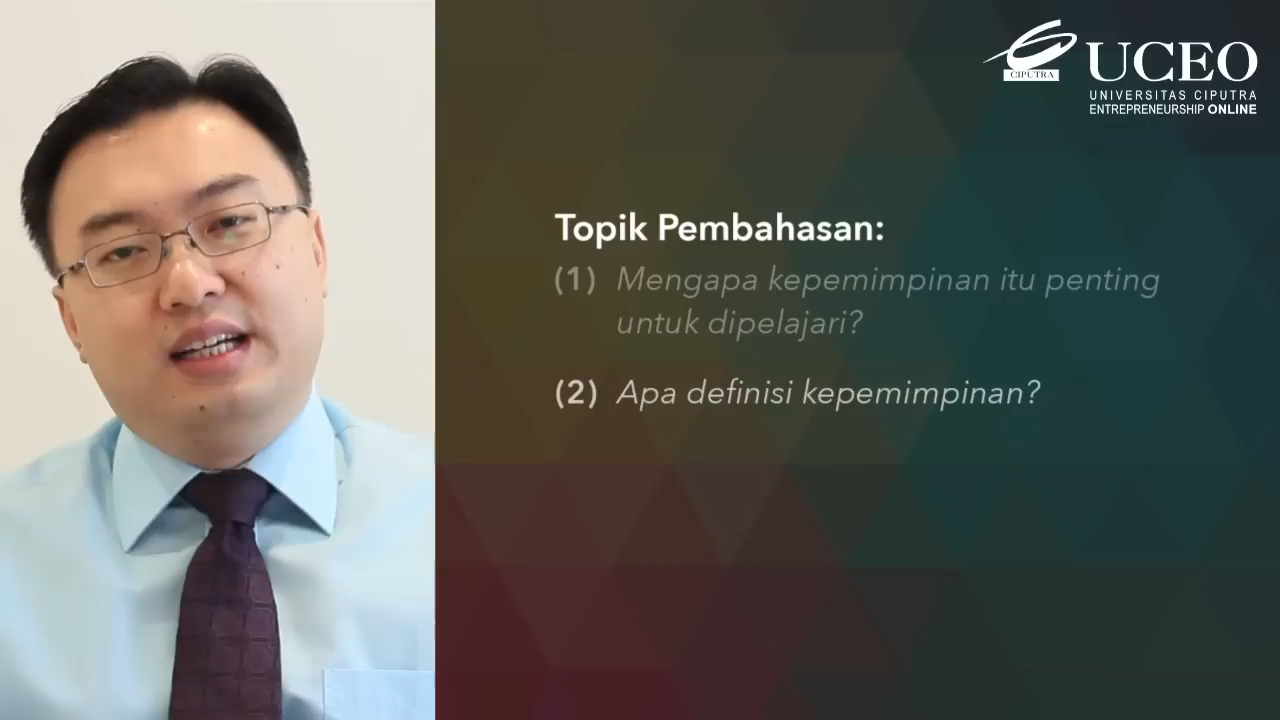 CIPUTRA
UCEO
UNIVERSITAS CIPUTRA
ENTREPRENEURSHIP ONLINE
Topik Pembahasan:
(1) Mengapa kepemimpinan itu penting
untuk dipelajari?
(2) Apa definisi kepemimpinan?